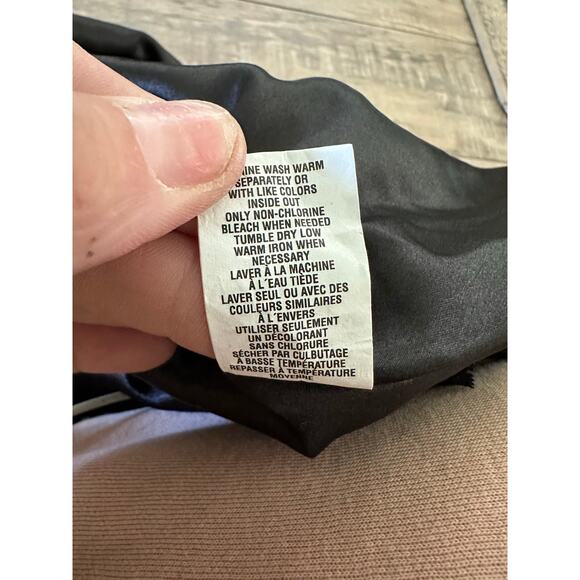 WASH WARM
SEPARATELY OR
WITH LIKE COLORS
INSIDE OUT
ONLY NON-CHLORINE
BLEACH WHEN NEEDED
TUMBLE DRY LOW
WARM IRON WHEN
NECESSARY
LAVER À LA MACHINE
À L'EAU TIÈDE
LAVER SEUL OU AVEC DES
COULEURS SIMILAIRES
À L'ENVERS
UTILISER SEULEMENT
UN DÉCOLORANT
SANS CHLORURE
SÉCHER PAR CULBUTAGE
À BASSE TEMPÉRATURE
REPASSER À TEMPÉRATURE
MOYENNE